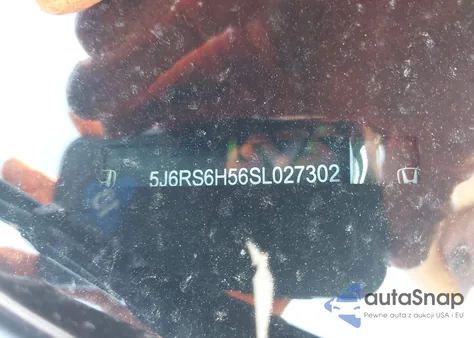 5J6RS6H56SL027302
autaSnap
Pewne auta z aukcji USA i EU